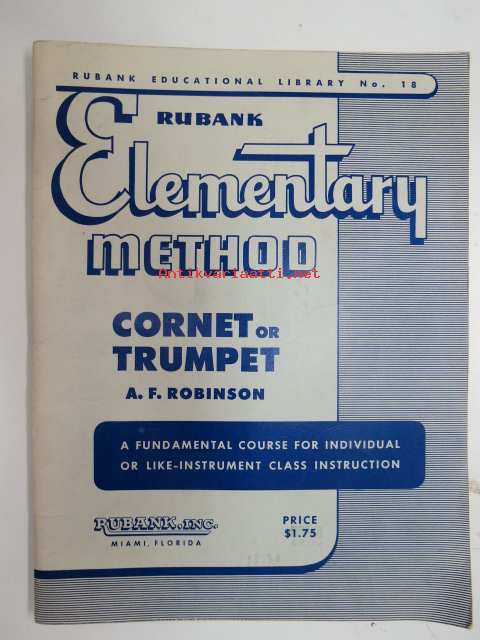 RUBANK EDUCATIONAL LIBRARY No. 18
RUBANK
Elementary
METHOD
Antikvariaatti.net
CORNET OR
TRUMPET
A. F. ROBINSON
A FUNDAMENTAL COURSE FOR INDIVIDUAL
OR LIKE-INSTRUMENT CLASS INSTRUCTION
RUBANK, INC.
MIAMI, FLORIDA
PRICE
$1.75